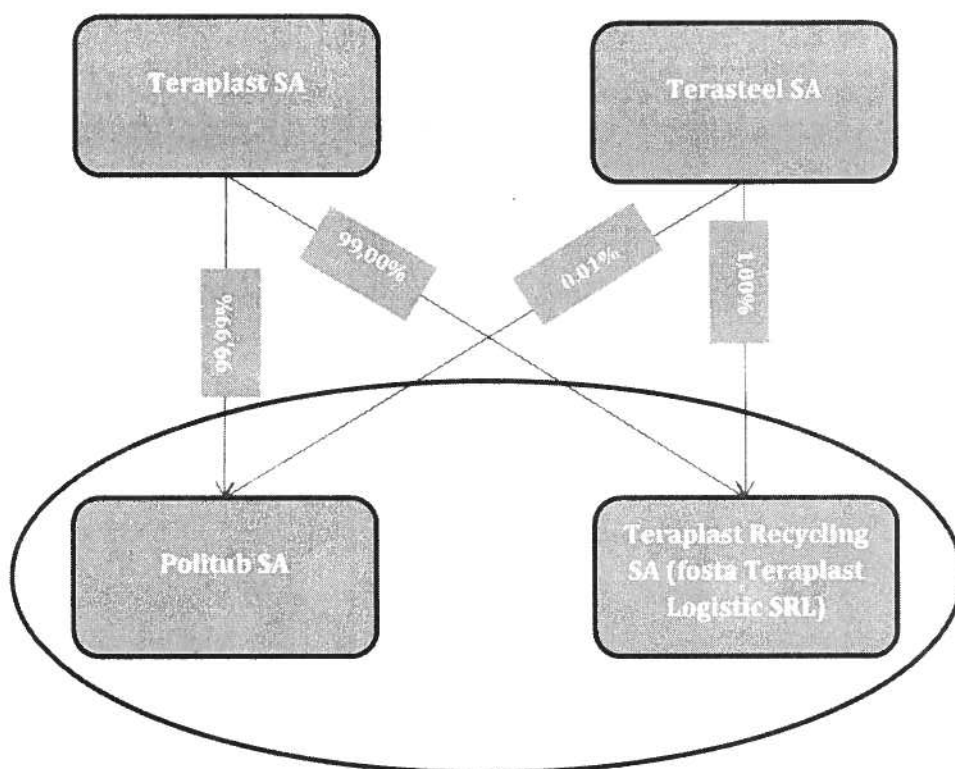 Teraplast SA
Terasteel SA
99,00%
0,01%
1,00%
99,99%
Politub SA
Teraplast Recycling
SA (fosta Teraplast
Logistic SRL)